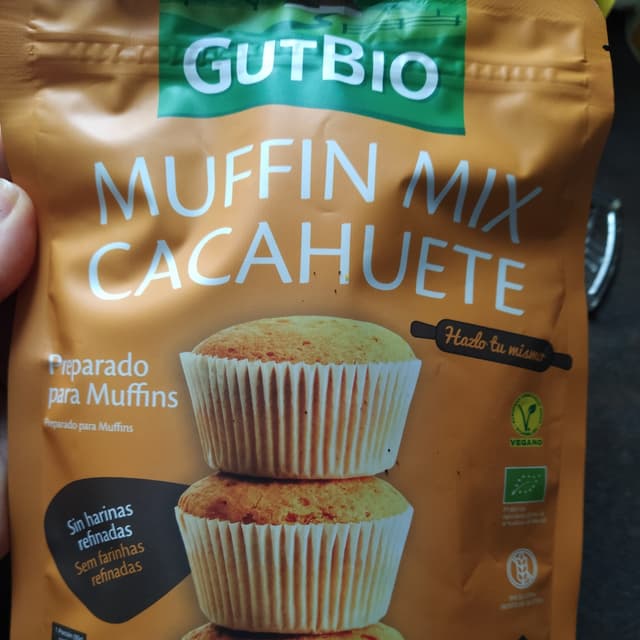 GUTBIO
MUFFIN MIX
CACAHUETE
Hazlo tu mismo
Preparado
para Muffins
Preparado para Muffins
VEGANO
Sin harinas
refinadas
Sem farinhas
refinadas